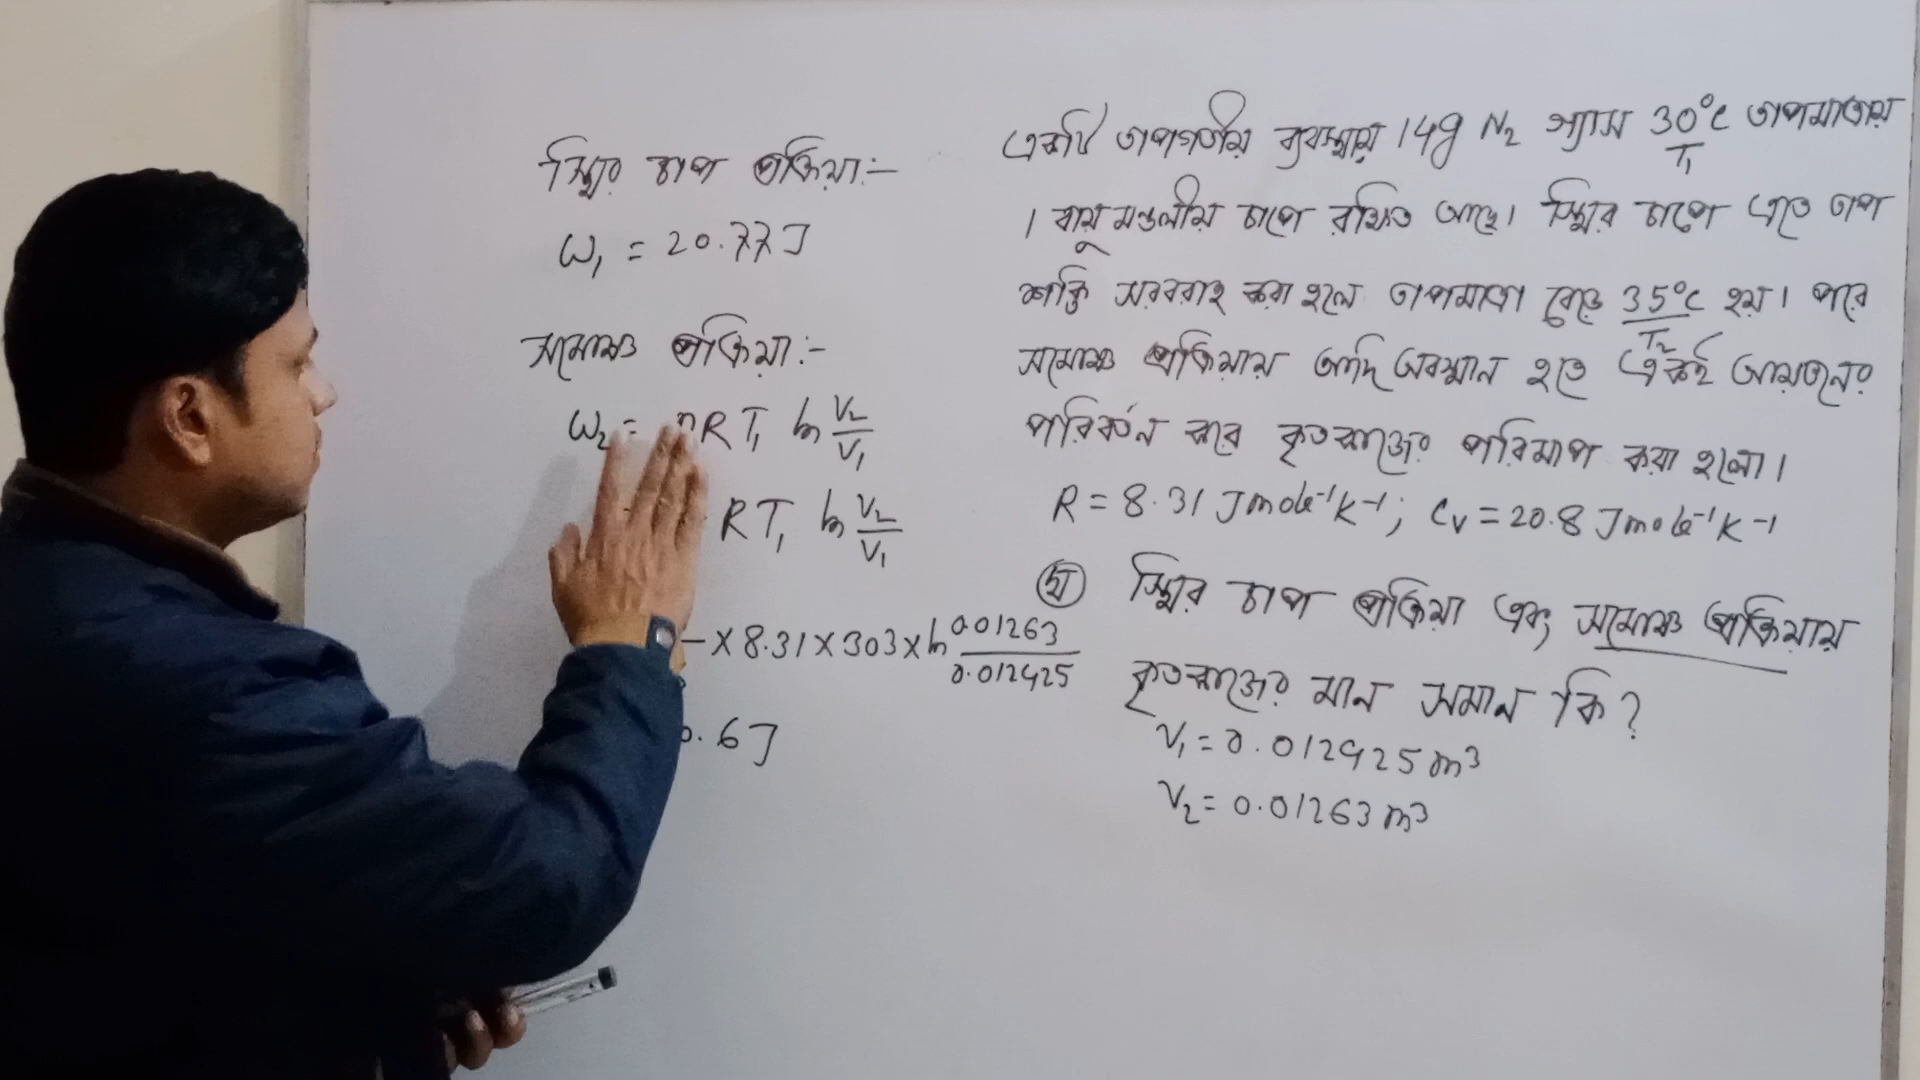 স্থির চাপ প্রক্রিয়া:-
W₁ = 20.77J
সমোষ্ণ প্রক্রিয়া:-
W₂ = nRT₁ ln V₂/V₁
RT₁ ln V₂/V₁
× 8.31 × 303 × ln 0.01263/0.012425
.6J
একটি তাপগতীয় ব্যবস্থায় 14g N₂ গ্যাস 30°C তাপমাত্রায়
T₁
1 বায়ুমন্ডলীয় চাপে রক্ষিত আছে। স্থির চাপে এতে তাপ
শক্তি সরবরাহ করা হলে তাপমাত্রা বেড়ে 35°C হয়। পরে
T₂
সমোষ্ণ প্রক্রিয়ায় আদি অবস্থান হতে একই আয়তনের
পরিবর্তন করে কৃতকাজের পরিমাপ করা হলো।
R = 8.31 Jmole⁻¹K⁻¹; Cv = 20.8 Jmole⁻¹K⁻¹
ঘ স্থির চাপ প্রক্রিয়া এবং সমোষ্ণ প্রক্রিয়ায়
কৃতকাজের মান সমান কি?
V₁ = 0.012425 m³
V₂ = 0.01263 m³